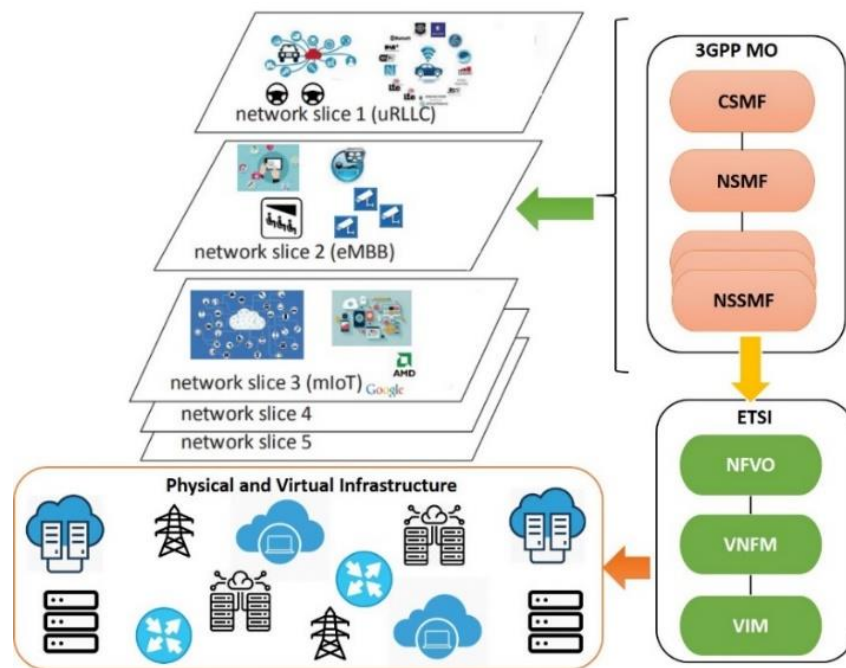 network slice 1 (uRLLC)
network slice 2 (eMBB)
network slice 3 (mIoT)
AMD
Google
network slice 4
network slice 5
3GPP MO
CSMF
NSMF
NSSMF
ETSI
NFVO
VNFM
VIM
Physical and Virtual Infrastructure